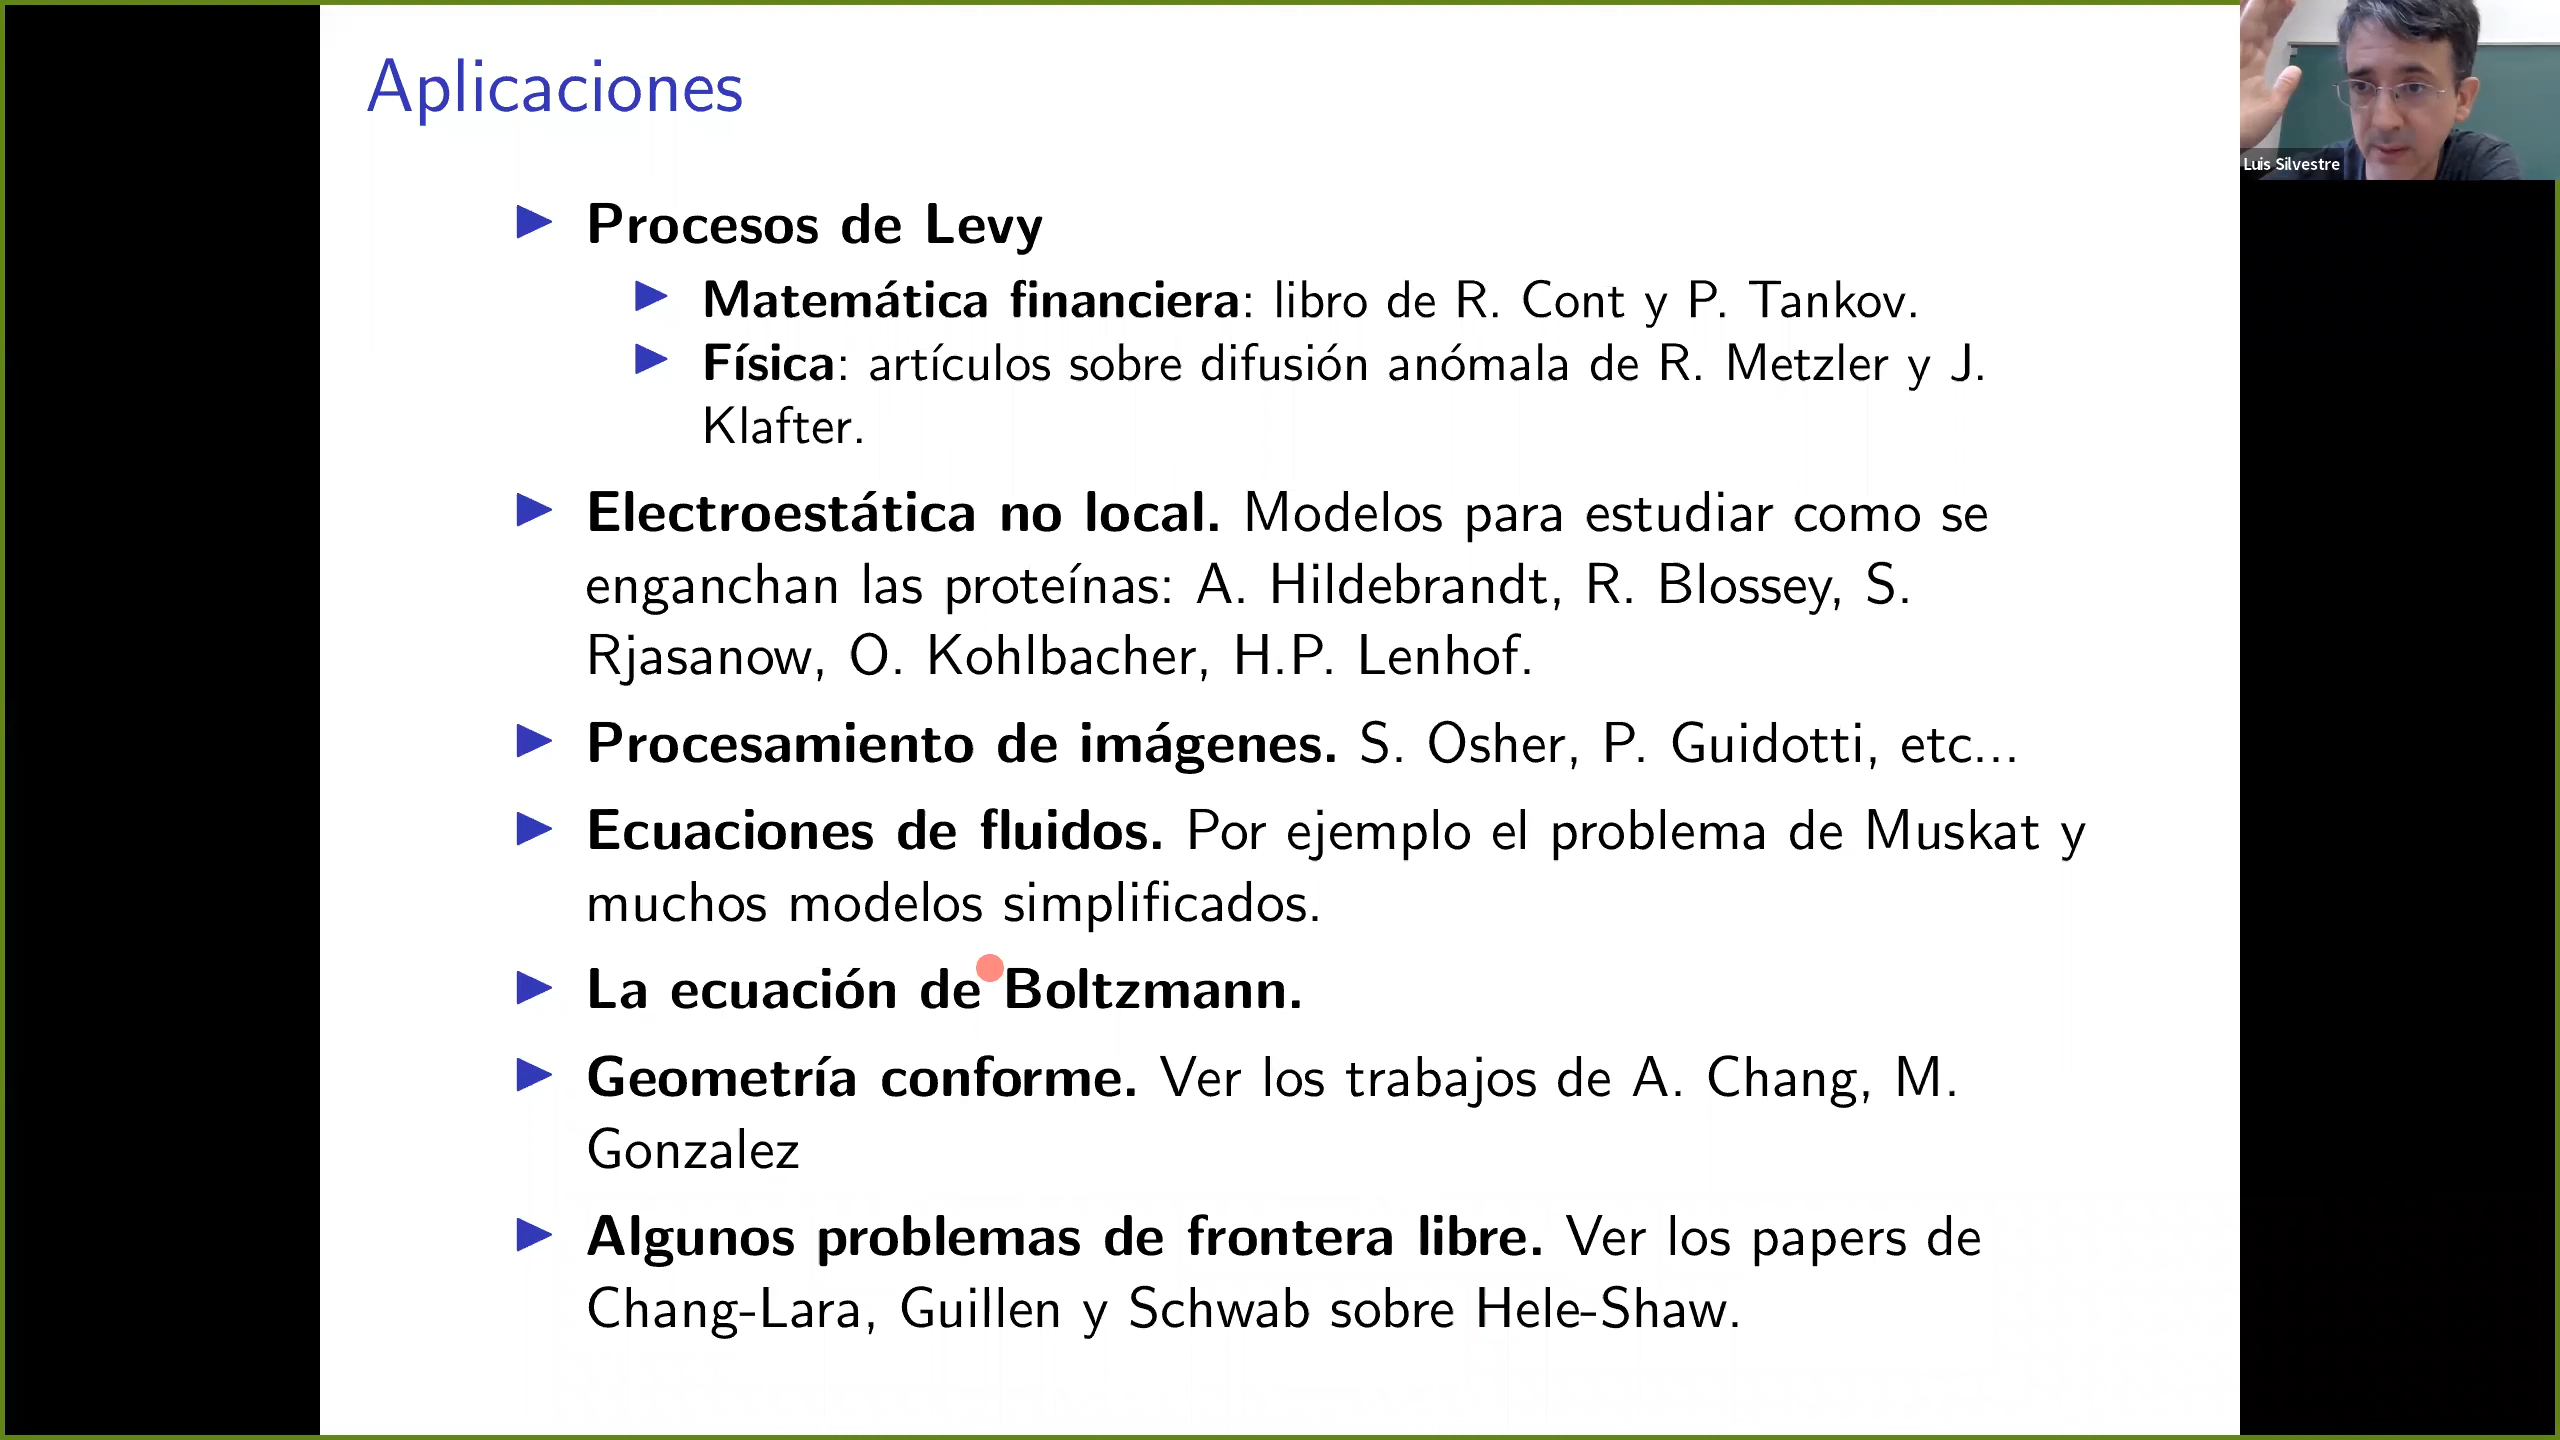 Aplicaciones
Luis Silvestre
Procesos de Levy
Matemática financiera: libro de R. Cont y P. Tankov.
Física: artículos sobre difusión anómala de R. Metzler y J.
Klafter.
Electroestática no local. Modelos para estudiar como se
enganchan las proteínas: A. Hildebrandt, R. Blossey, S.
Rjasanow, O. Kohlbacher, H.P. Lenhof.
Procesamiento de imágenes. S. Osher, P. Guidotti, etc...
Ecuaciones de fluidos. Por ejemplo el problema de Muskat y
muchos modelos simplificados.
La ecuación de Boltzmann.
Geometría conforme. Ver los trabajos de A. Chang, M.
Gonzalez
Algunos problemas de frontera libre. Ver los papers de
Chang-Lara, Guillen y Schwab sobre Hele-Shaw.